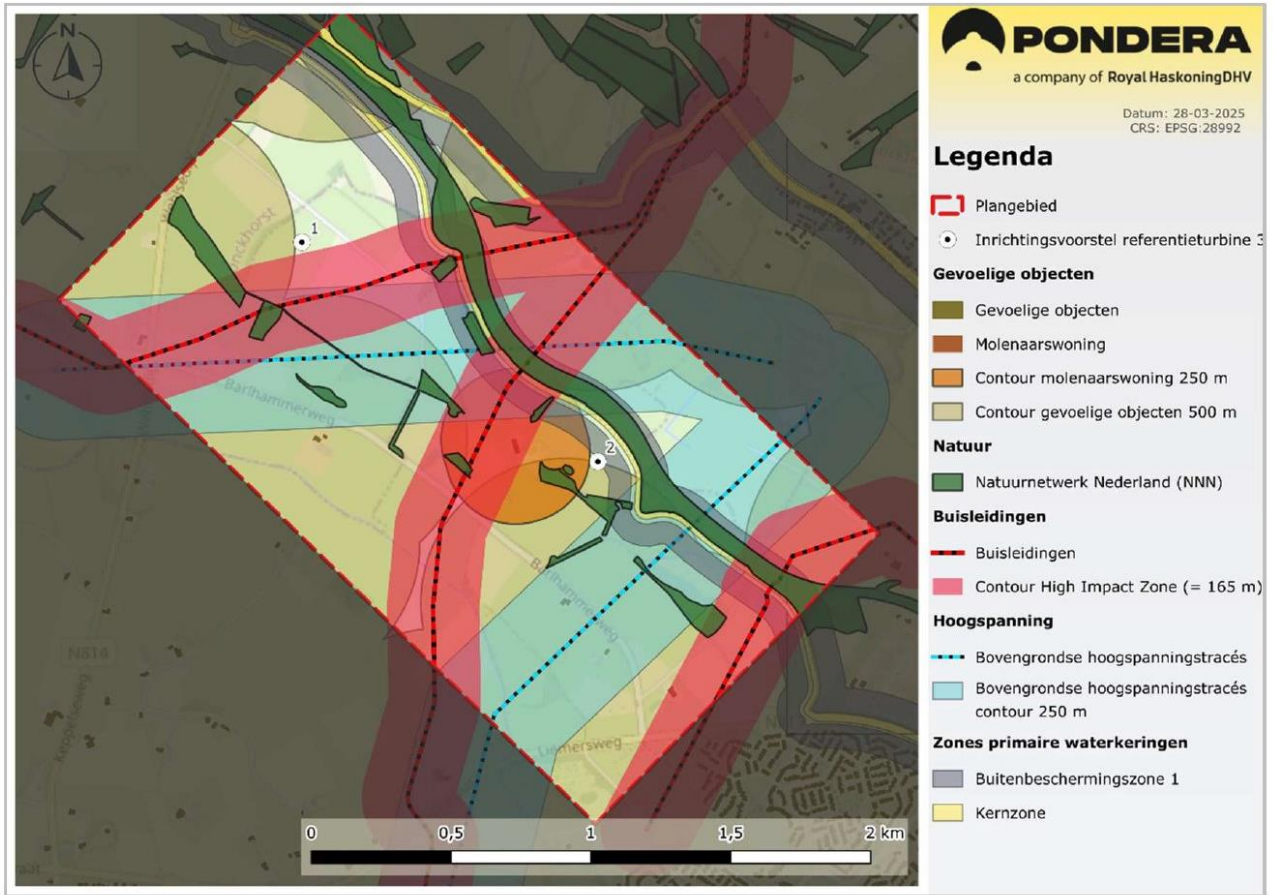 N
PONDERA
a company of Royal HaskoningDHV
Datum: 28-03-2025
CRS: EPSG:28992
Legenda
Plangebied
Inrichtingsvoorstel referentieturbine 3
Gevoelige objecten
Gevoelige objecten
Molenaarswoning
Contour molenaarswoning 250 m
Contour gevoelige objecten 500 m
Natuur
Natuurnetwerk Nederland (NNN)
Buisleidingen
Buisleidingen
Contour High Impact Zone (= 165 m)
Hoogspanning
Bovengrondse hoogspanningstracés
Bovengrondse hoogspanningstracés
contour 250 m
Zones primaire waterkeringen
Buitenbeschermingszone 1
Kernzone
1
Barlhammerweg
2
Barlhammerweg
N814
Keppelseweg
Liemersweg
0 0,5 1 1,5 2 km